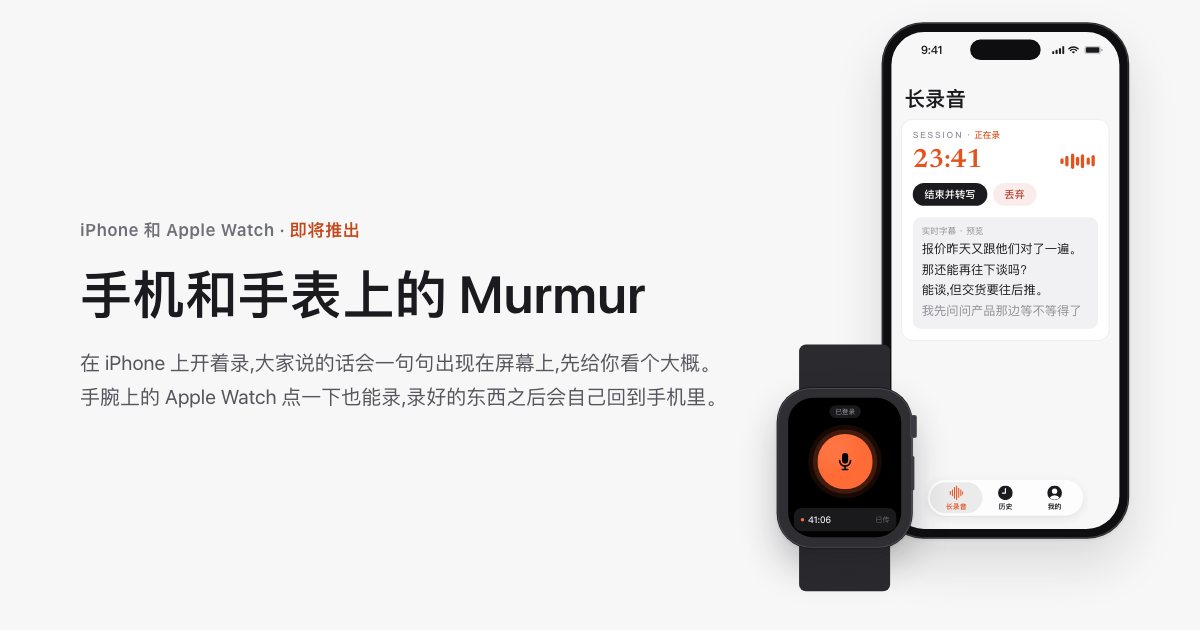 iPhone 和 Apple Watch · 即将推出
手机和手表上的 Murmur
在 iPhone 上开着录,大家说的话会一句句出现在屏幕上,先给你看个大概。
手腕上的 Apple Watch 点一下也能录,录好的东西之后会自己回到手机里。
9:41
长录音
SESSION · 正在录
23:41
结束并转写
丢弃
实时字幕 · 预览
报价昨天又跟他们对了一遍。
那还能再往下谈吗?
能谈,但交货要往后推。
我先问问产品那边等不等得了
长录音
历史
我的
已登录
41:06
已传